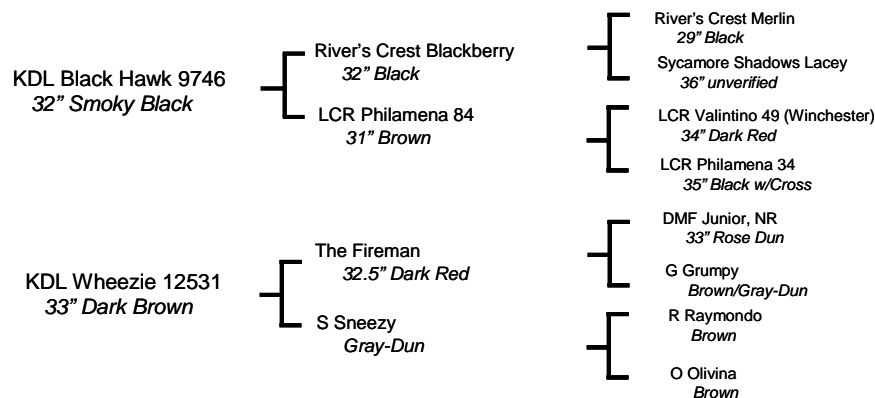 KDL Black Hawk 9746
32” Smoky Black
River’s Crest Blackberry
32” Black
LCR Philamena 84
31” Brown
River’s Crest Merlin
29” Black
Sycamore Shadows Lacey
36” unverified
LCR Valintino 49 (Winchester)
34” Dark Red
LCR Philamena 34
35” Black w/Cross
KDL Wheezie 12531
33” Dark Brown
The Fireman
32.5” Dark Red
S Sneezy
Gray-Dun
DMF Junior, NR
33” Rose Dun
G Grumpy
Brown/Gray-Dun
R Raymondo
Brown
O Olivina
Brown